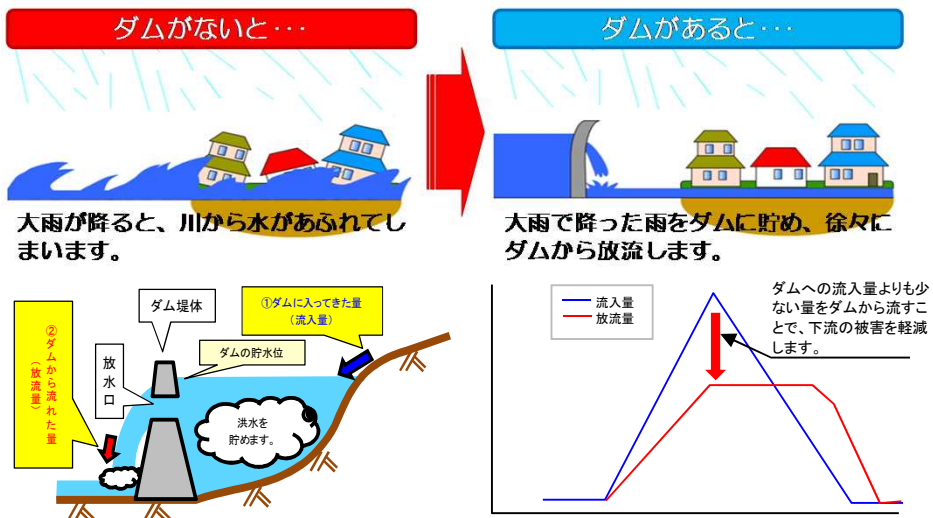 ダムがないと･･･
ダムがあると･･･
大雨が降ると、川から水があふれてし
まいます。
大雨で降った雨をダムに貯め、徐々に
ダムから放流します。
ダム堤体
①ダムに入ってきた量
（流入量）
ダムの貯水位
放水口
②ダムから流れた量
（放流量）
洪水を
貯めます。
流入量
放流量
ダムへの流入量よりも少
ない量をダムから流すこ
とで、下流の被害を軽減
します。